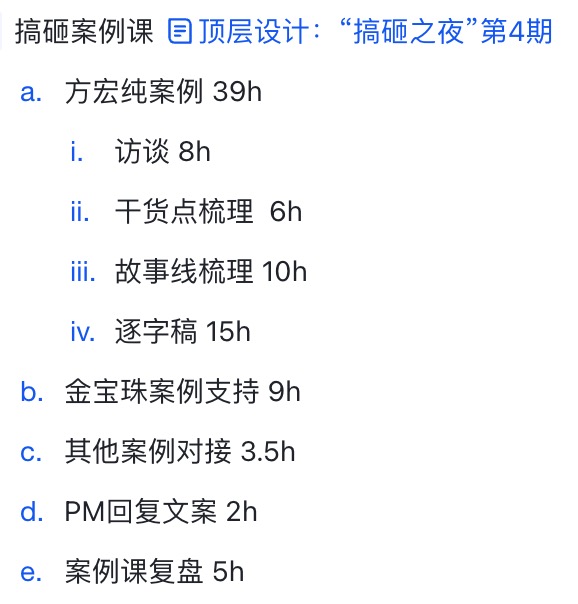 搞砸案例课 顶层设计：“搞砸之夜”第4期
a. 方宏纯案例 39h
i. 访谈 8h
ii. 干货点梳理 6h
iii. 故事线梳理 10h
iv. 逐字稿 15h
b. 金宝珠案例支持 9h
c. 其他案例对接 3.5h
d. PM回复文案 2h
e. 案例课复盘 5h